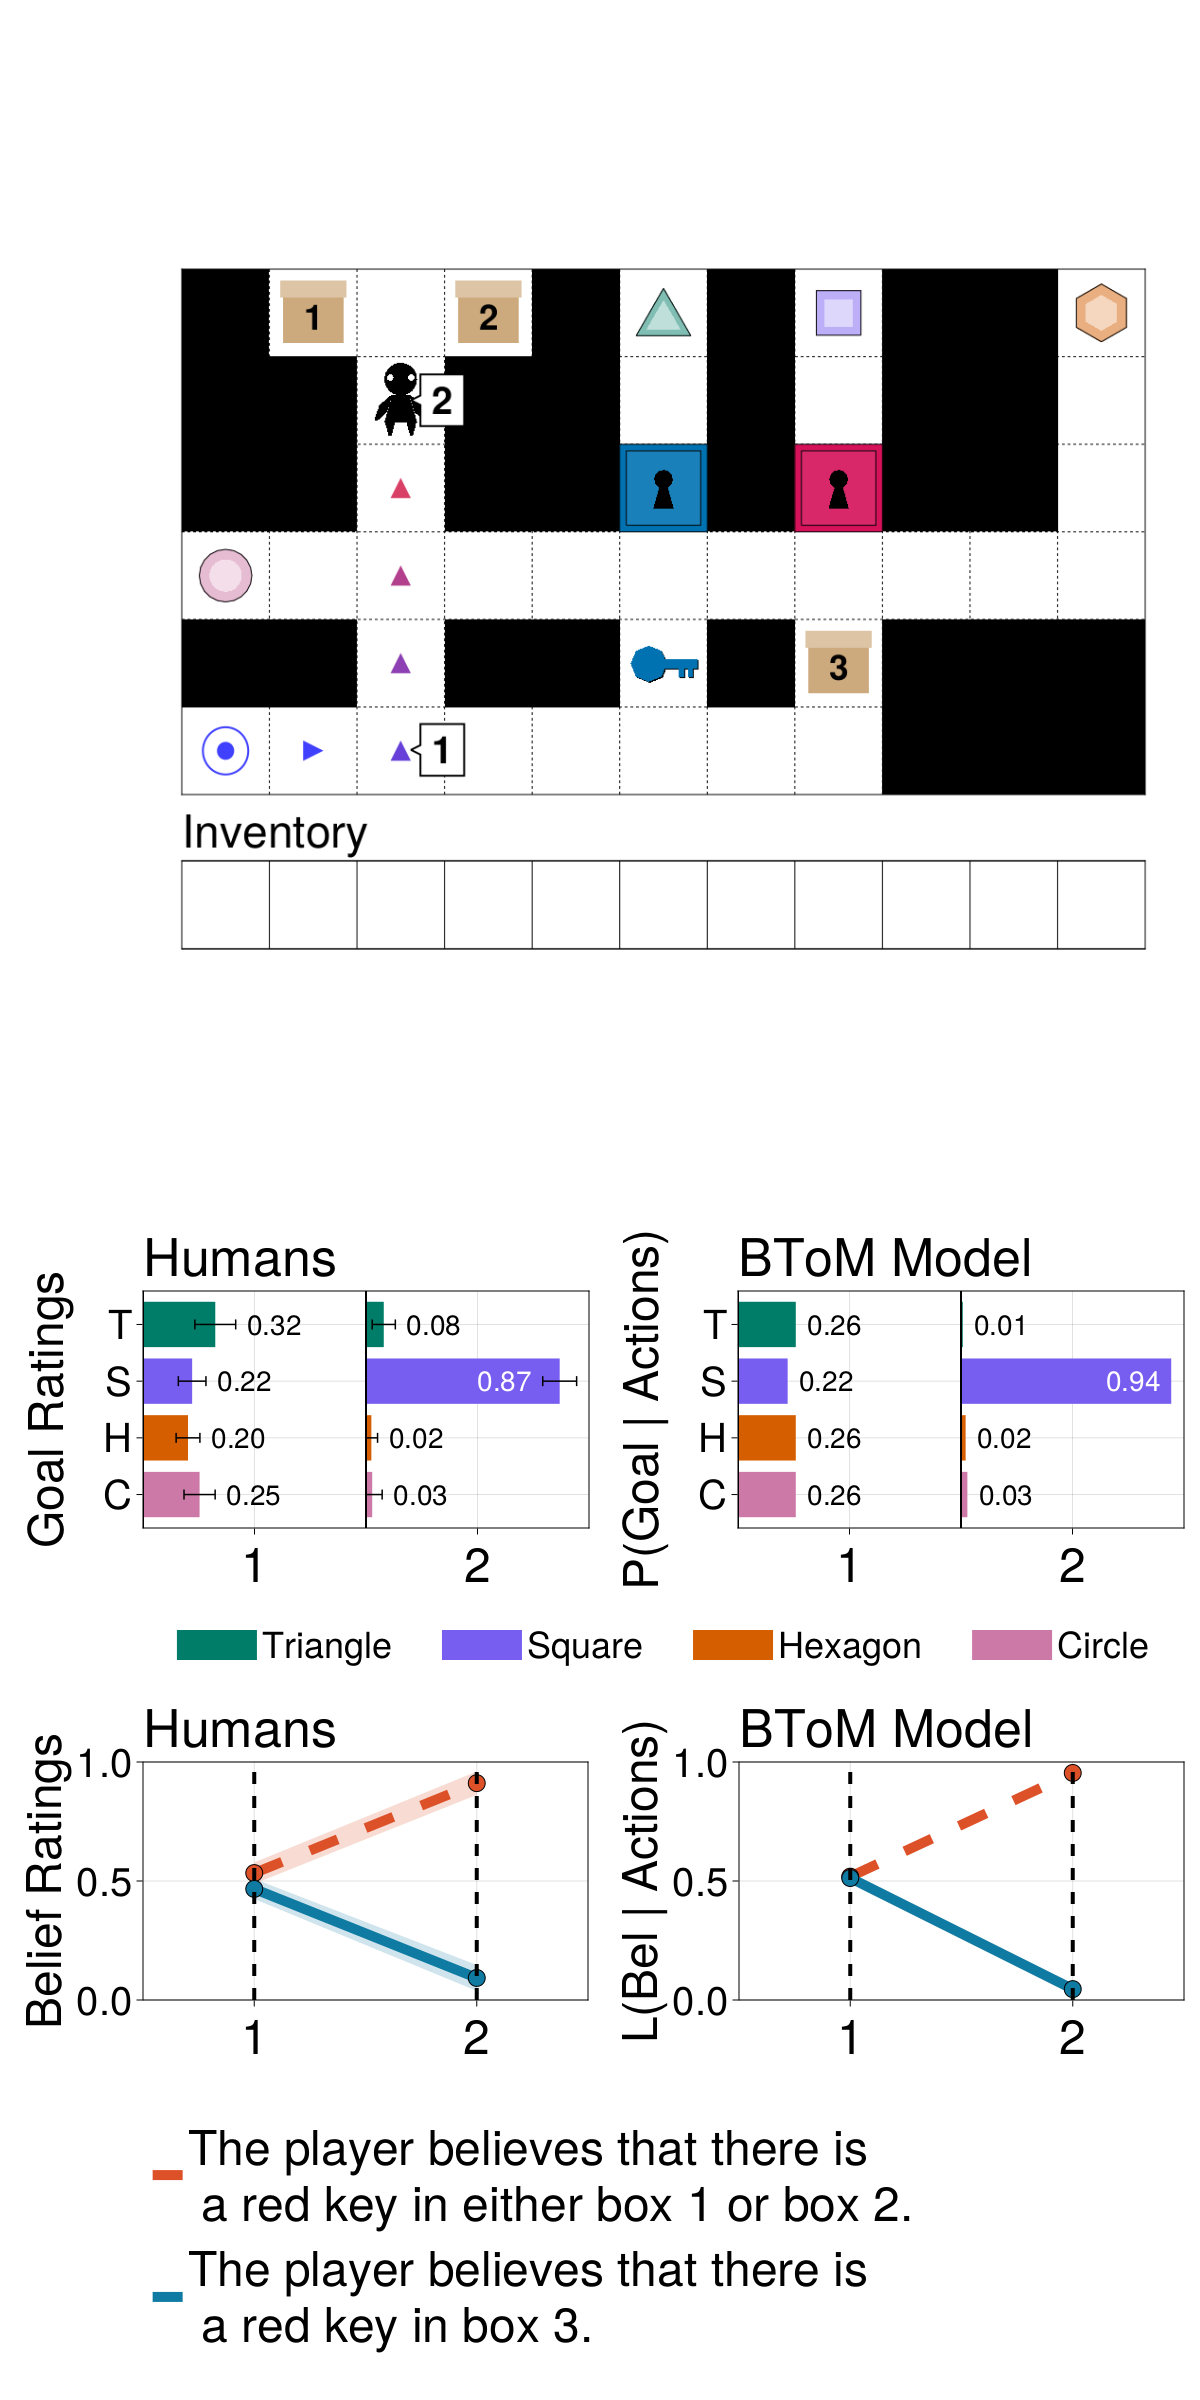 1
2
2
3
1
Inventory
Humans
BToM Model
Goal Ratings
T
0.32
0.08
S
0.22
0.87
H
0.20
0.02
C
0.25
0.03
1
2
P(Goal | Actions)
T
0.26
0.01
S
0.22
0.94
H
0.26
0.02
C
0.26
0.03
1
2
Triangle
Square
Hexagon
Circle
Humans
BToM Model
Belief Ratings
1.0
0.5
0.0
1
2
L(Bel | Actions)
1.0
0.5
0.0
1
2
The player believes that there is
a red key in either box 1 or box 2.
The player believes that there is
a red key in box 3.